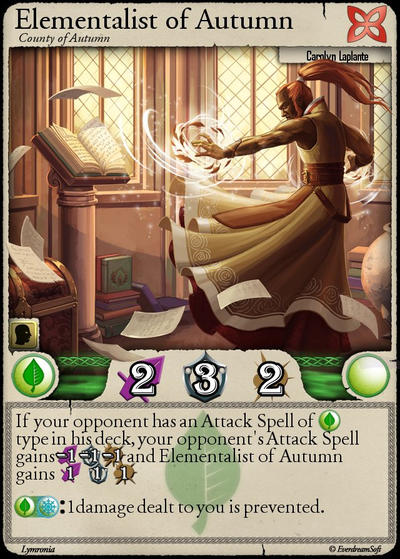 Elementalist of Autumn
County of Autumn
Carolyn Laplante
2 3 2
If your opponent has an Attack Spell of
type in his deck, your opponent's Attack Spell
gains -1 -1 -1 and Elementalist of Autumn
gains 1 1 1
: 1 damage dealt to you is prevented.
Lymronia © EverdreamSoft